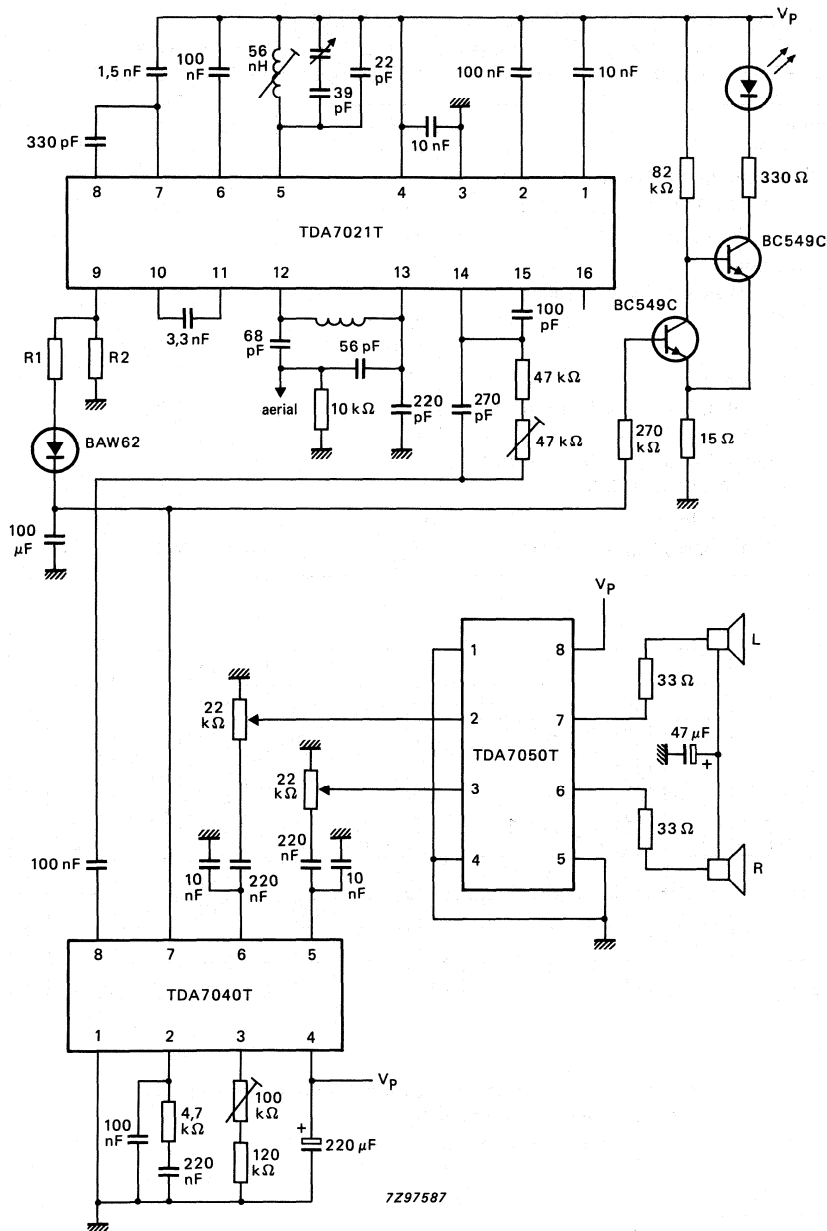 Vp
1,5 nF
100 nF
56 nH
39 pF
22 pF
100 nF
10 nF
330 pF
10 nF
8 7 6 5 4 3 2 1
TDA7021T
9 10 11 12 13 14 15 16
82 kΩ
330 Ω
BC549C
BC549C
R1
R2
3,3 nF
68 pF
56 pF
aerial
10 kΩ
220 pF
270 pF
100 pF
47 kΩ
47 kΩ
270 kΩ
15 Ω
BAW62
100 μF
Vp
1 8
2 7
TDA7050T
3 6
4 5
33 Ω
L
47 μF
+
33 Ω
R
22 kΩ
22 kΩ
100 nF
10 nF
220 nF
220 nF
10 nF
8 7 6 5
TDA7040T
1 2 3 4
Vp
100 nF
4,7 kΩ
220 nF
100 kΩ
120 kΩ
+
220 μF
7Z97587